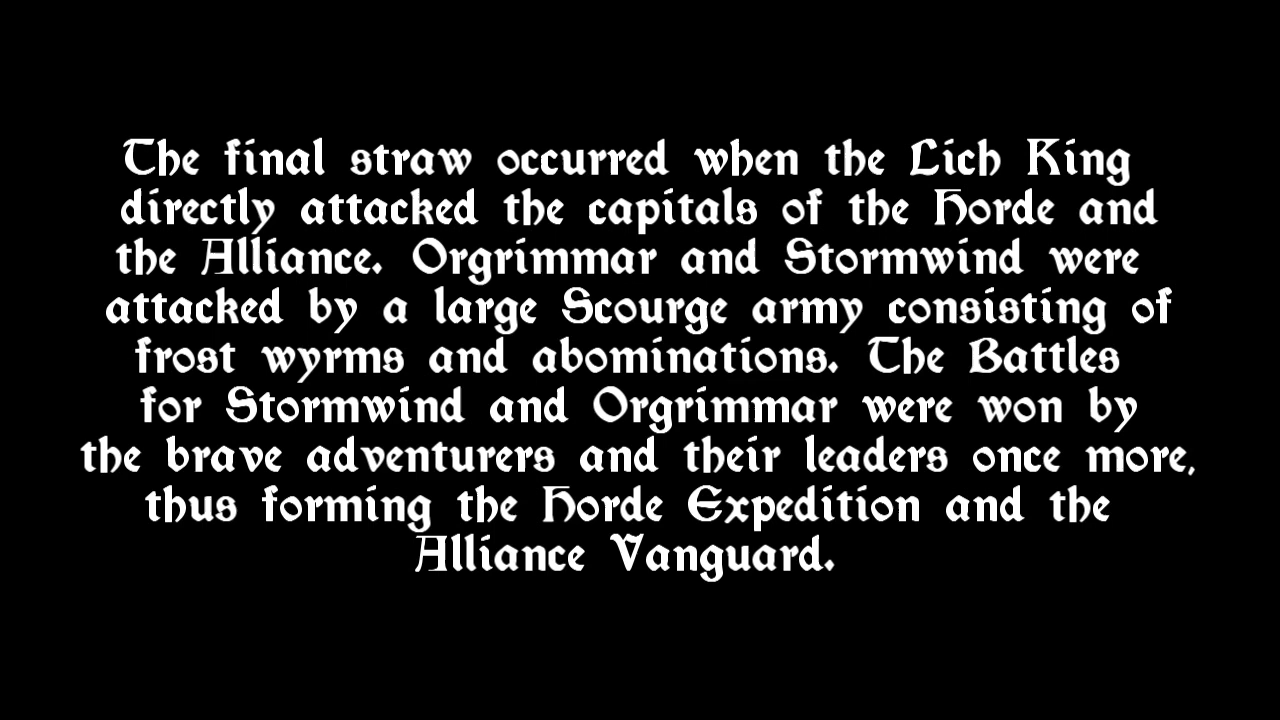 The final straw occurred when the Lich King
directly attacked the capitals of the Horde and
the Alliance. Orgrimmar and Stormwind were
attacked by a large Scourge army consisting of
frost wyrms and abominations. The Battles
for Stormwind and Orgrimmar were won by
the brave adventurers and their leaders once more,
thus forming the Horde Expedition and the
Alliance Vanguard.